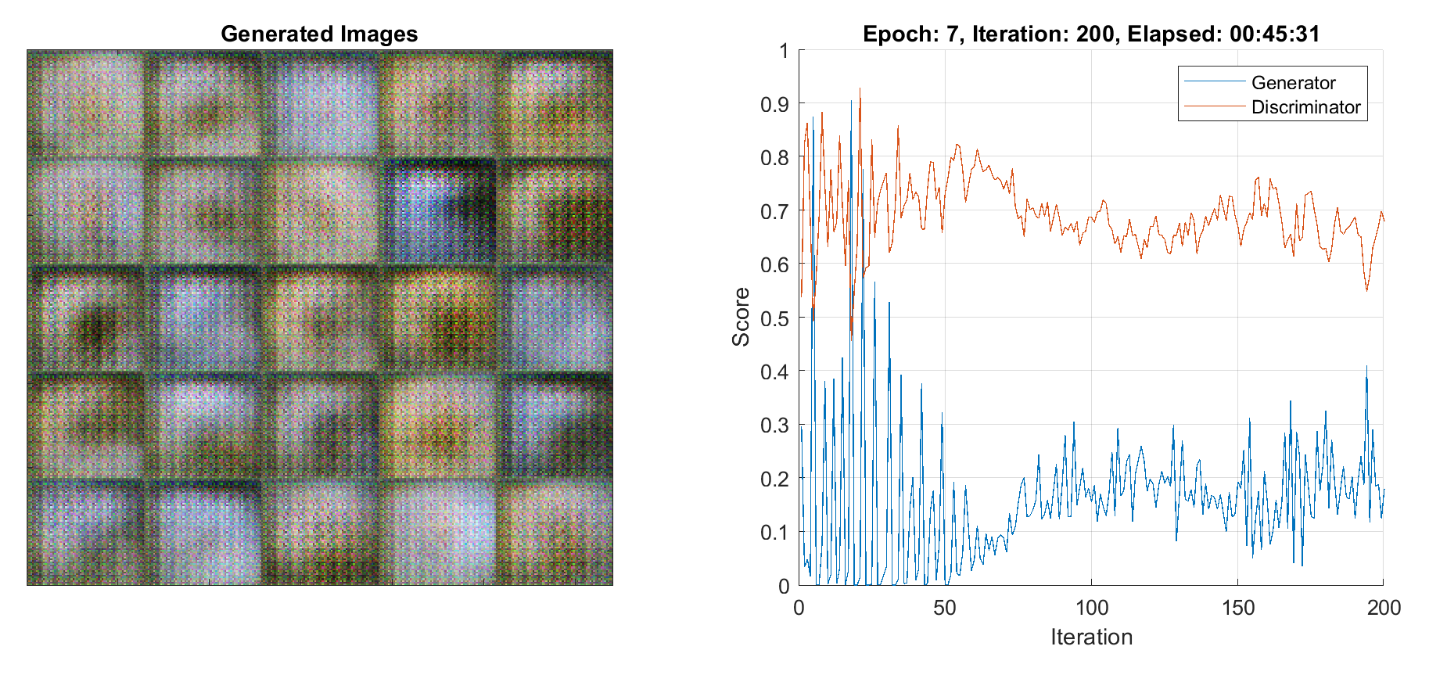 Generated Images
Epoch: 7, Iteration: 200, Elapsed: 00:45:31
Generator
Discriminator
1
0.9
0.8
0.7
0.6
0.5
0.4
0.3
0.2
0.1
0
Score
0 50 100 150 200
Iteration